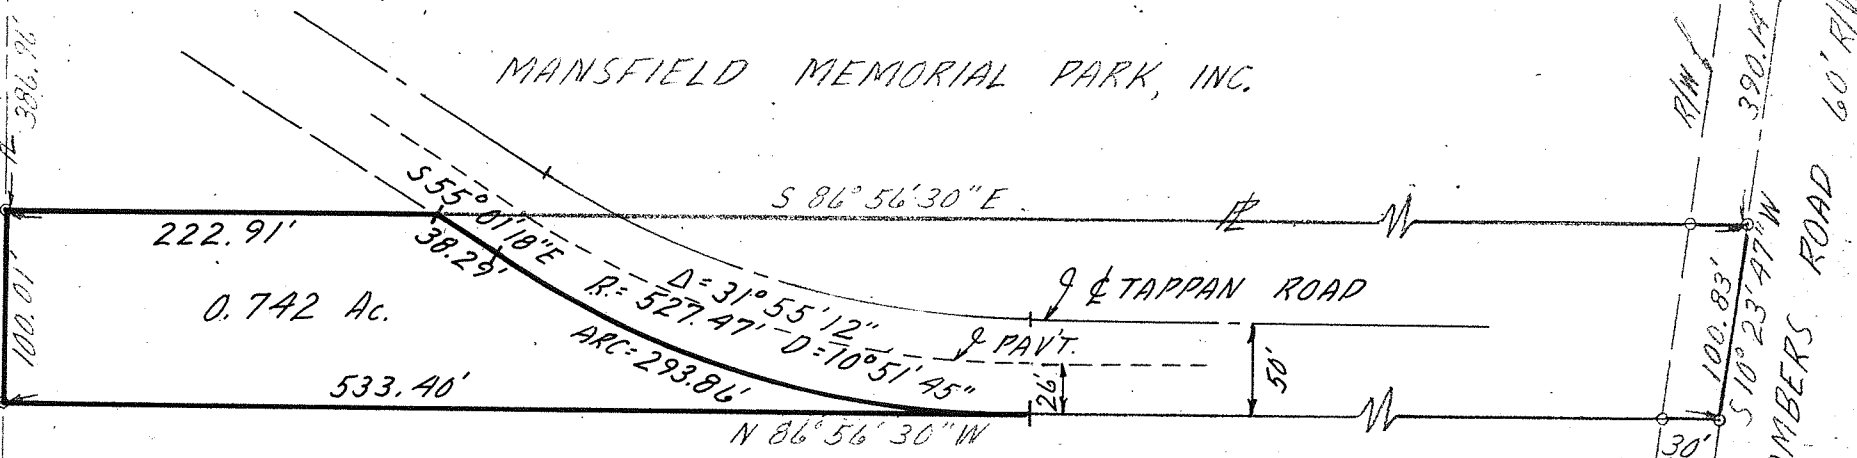 386.96'
MANSFIELD MEMORIAL PARK, INC.
R/W
390.14'
60' R/W
S 86° 56' 30" E
222.91'
S 55° 01' 18" E
38.29'
0.742 Ac.
100.01'
Δ = 31° 55' 12"
R = 527.47' D = 10° 51' 45"
ARC = 293.86'
533.40'
N 86° 56' 30" W
℄ TAPPAN ROAD
PAV'T.
26'
50'
100.83'
S 10° 23' 47" W
ROAD
30'